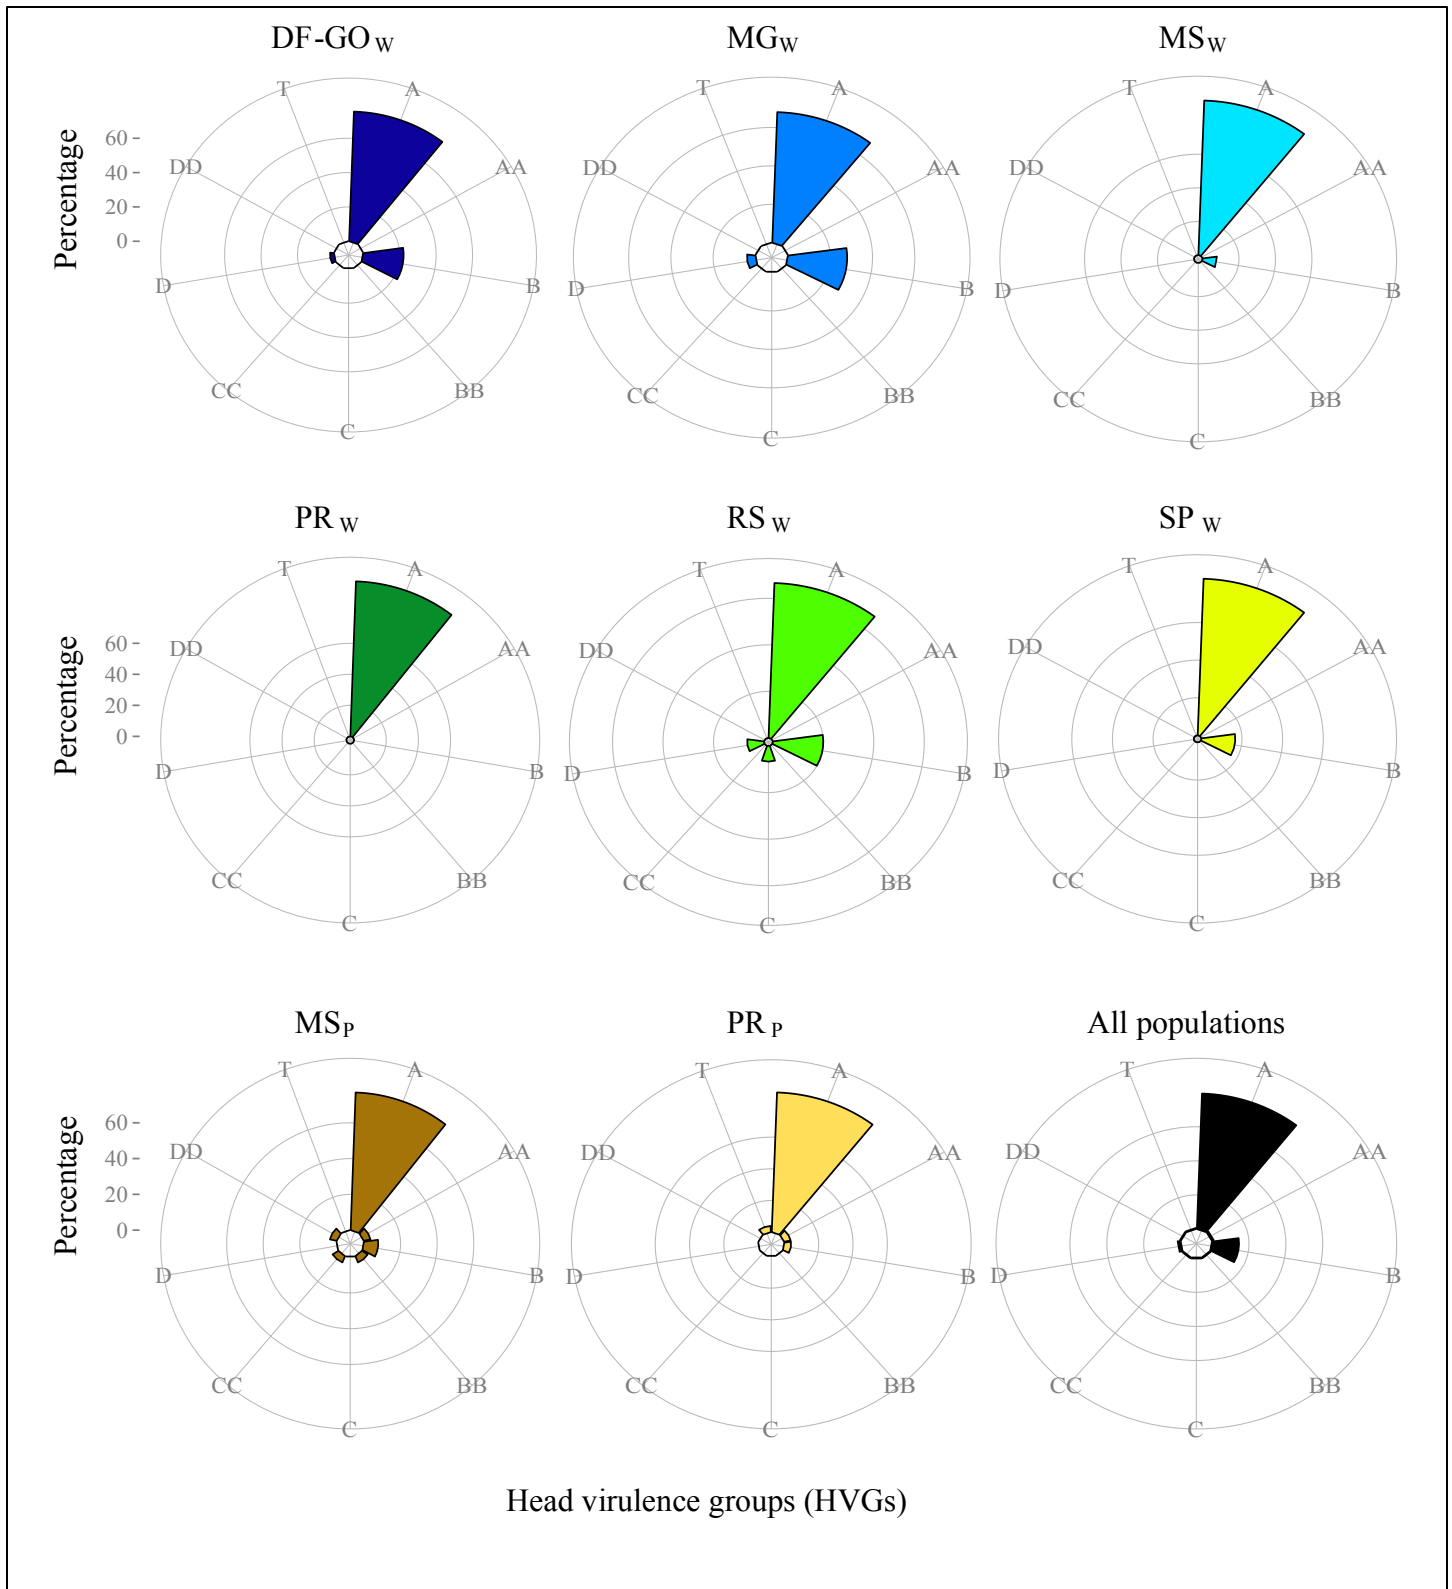 DF-GO W MGW MSW
T A T A T A
Percentage
60
40
20
0
DD AA DD AA DD AA
D B D B D B
CC BB CC BB CC BB
C C C
PR W RS W SP W
T A T A T A
Percentage
60
40
20
0
DD AA DD AA DD AA
D B D B D B
CC BB CC BB CC BB
C C C
MSP PR P All populations
T A T A T A
Percentage
60
40
20
0
DD AA DD AA DD AA
D B D B D B
CC BB CC BB CC BB
C C C
Head virulence groups (HVGs)